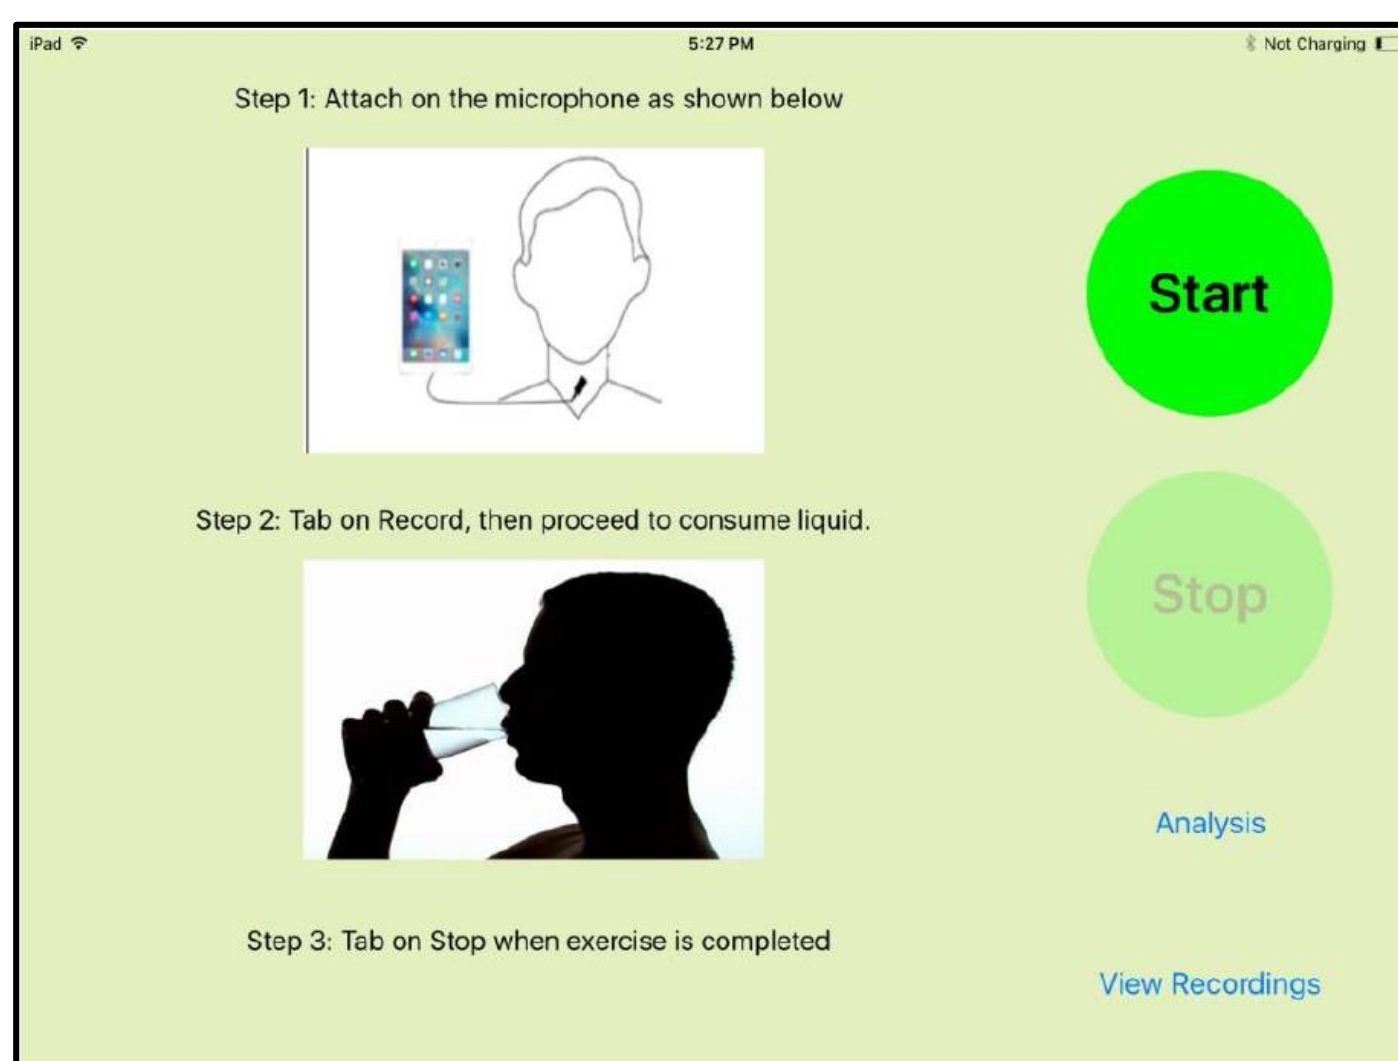 iPad
5:27 PM
Not Charging
Step 1: Attach on the microphone as shown below
Start
Step 2: Tab on Record, then proceed to consume liquid.
Stop
Analysis
Step 3: Tab on Stop when exercise is completed
View Recordings